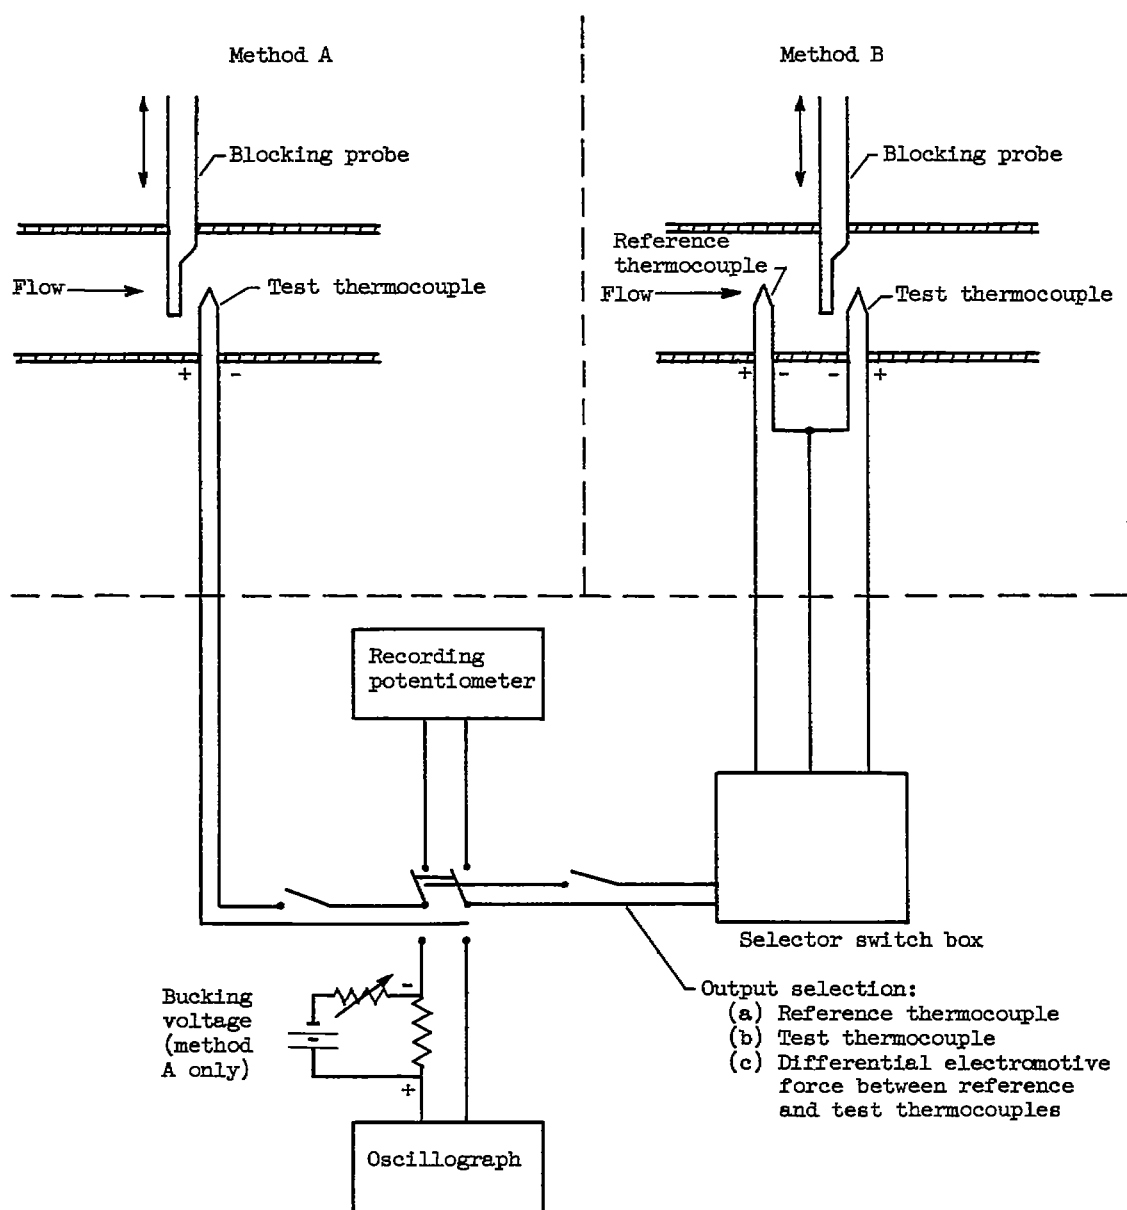 Method A
Method B
Blocking probe
Blocking probe
Reference
thermocouple
Flow
Test thermocouple
Flow
Test thermocouple
+ -
+ - - +
Recording
potentiometer
Selector switch box
Bucking
voltage
(method
A only)
-
-
+
Output selection:
(a) Reference thermocouple
(b) Test thermocouple
(c) Differential electromotive
force between reference
and test thermocouples
Oscillograph